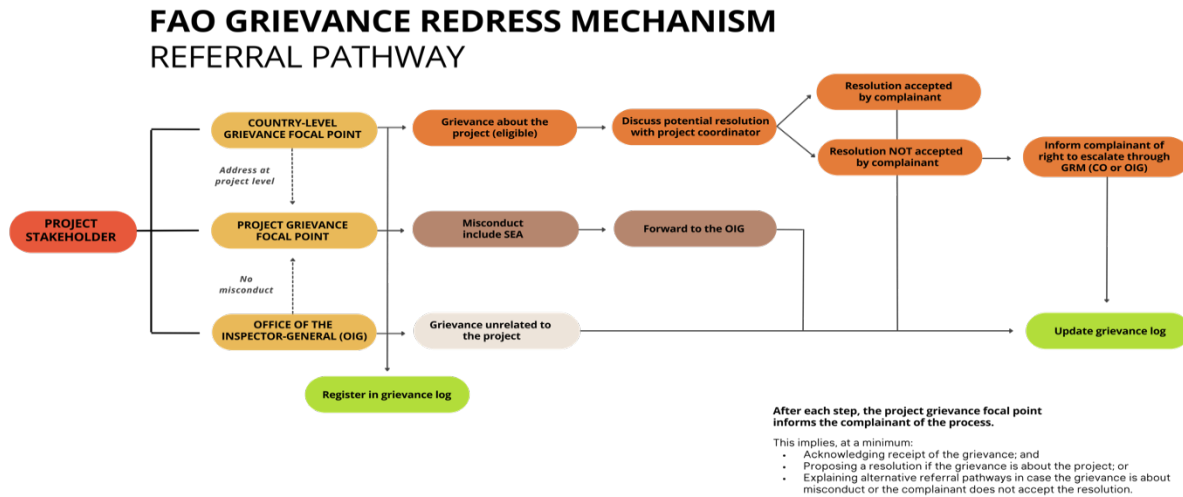 FAO GRIEVANCE REDRESS MECHANISM
REFERRAL PATHWAY
PROJECT
STAKEHOLDER
COUNTRY-LEVEL
GRIEVANCE FOCAL POINT
Address at
project level
PROJECT GRIEVANCE
FOCAL POINT
No
misconduct
OFFICE OF THE
INSPECTOR-GENERAL (OIG)
Register in grievance log
Grievance about the
project (eligible)
Discuss potential resolution
with project coordinator
Resolution accepted
by complainant
Resolution NOT accepted
by complainant
Inform complainant of
right to escalate through
GRM (CO or OIG)
Misconduct
include SEA
Forward to the OIG
Grievance unrelated to
the project
Update grievance log
After each step, the project grievance focal point
informs the complainant of the process.
This implies, at a minimum:
• Acknowledging receipt of the grievance; and
• Proposing a resolution if the grievance is about the project; or
• Explaining alternative referral pathways in case the grievance is about
misconduct or the complainant does not accept the resolution.